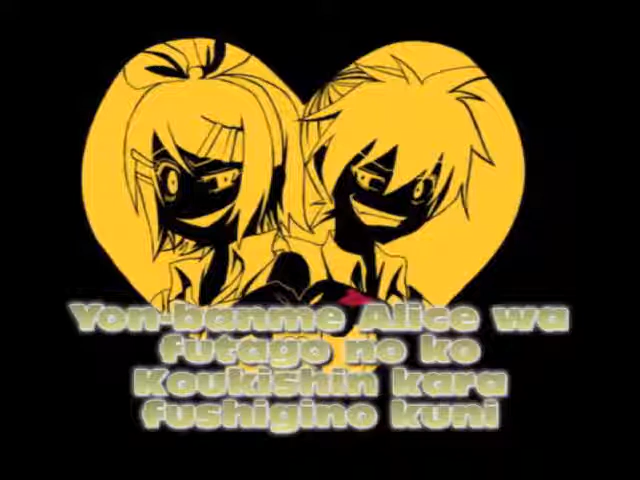 Yon-banme Alice wa
futago no ko
Koukishin kara
fushigino kuni